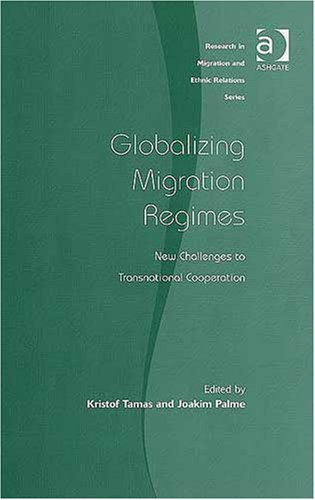 Research in
Migration and
Ethnic Relations
Series
ASHGATE
Globalizing
Migration
Regimes
New Challenges to
Transnational Cooperation
Edited by
Kristof Tamas and Joakim Palme